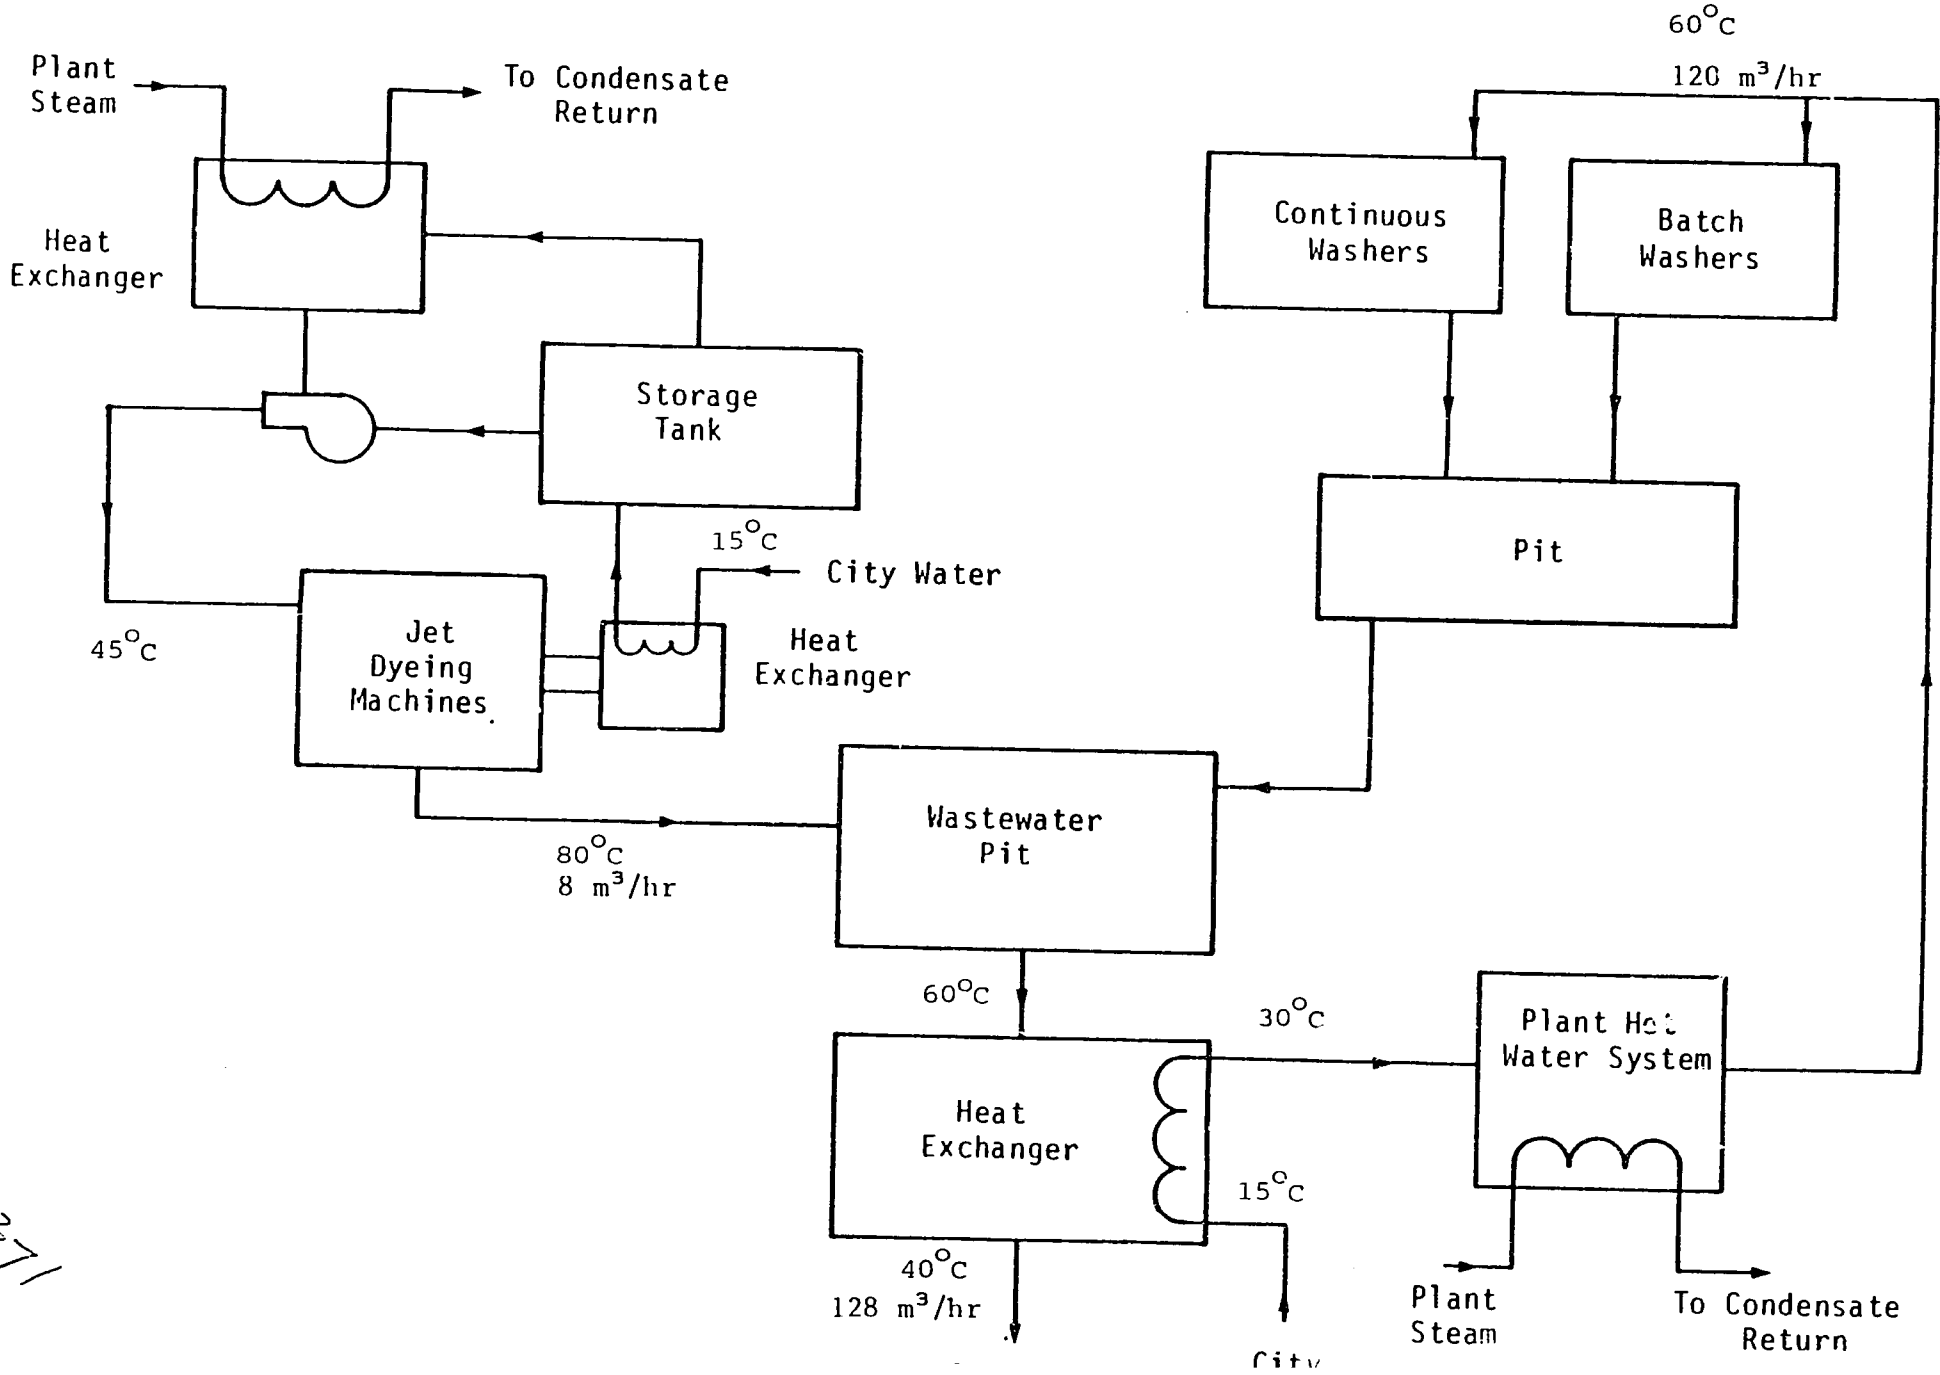 60°C
120 m³/hr
Plant
Steam
To Condensate
Return
Heat
Exchanger
Continuous
Washers
Batch
Washers
Storage
Tank
15°C
City Water
Pit
45°C
Jet
Dyeing
Machines
Heat
Exchanger
Wastewater
Pit
80°C
8 m³/hr
60°C
30°C
Plant Hot
Water System
Heat
Exchanger
15°C
40°C
128 m³/hr
Plant
Steam
To Condensate
Return
City